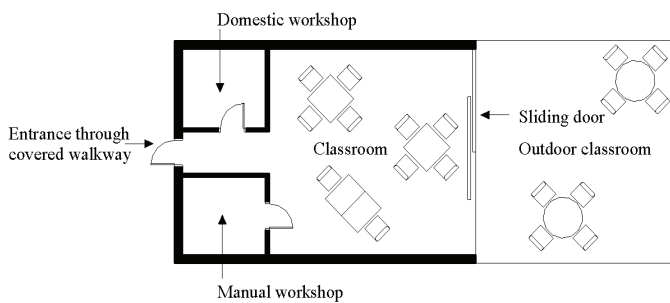 Domestic workshop
Entrance through
covered walkway
Classroom
Sliding door
Outdoor classroom
Manual workshop